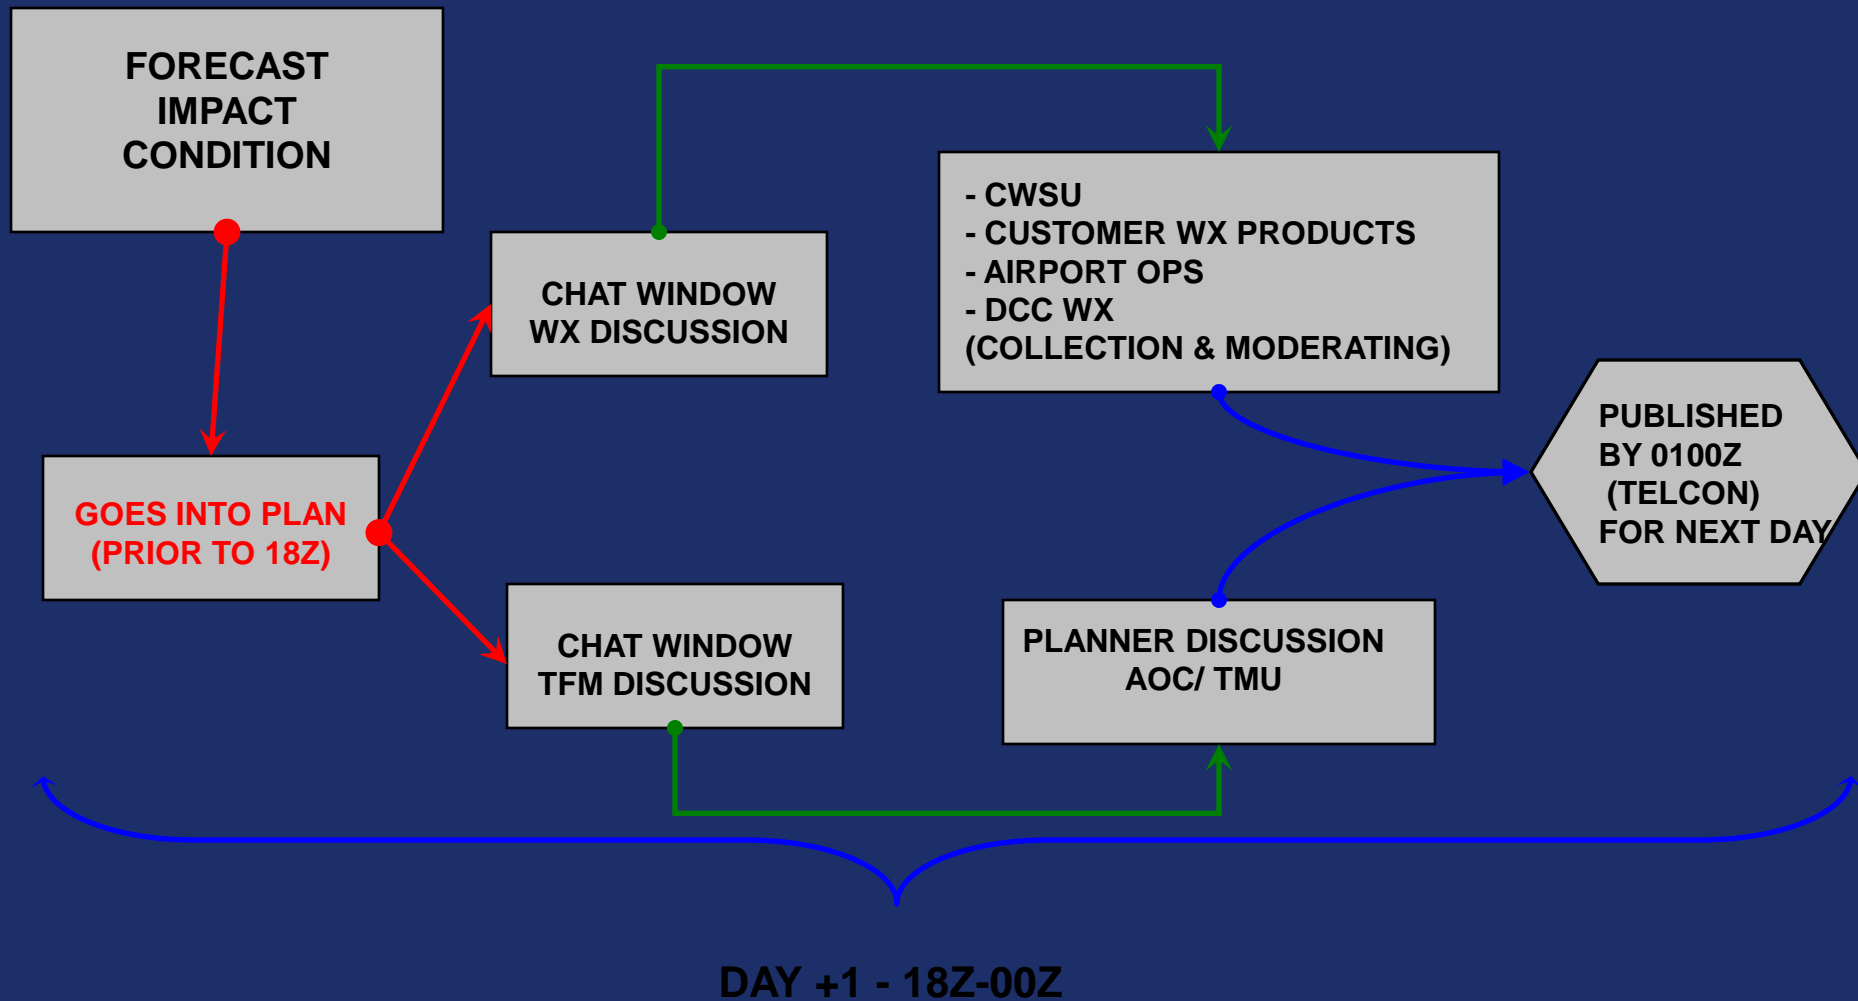 FORECAST
IMPACT
CONDITION
GOES INTO PLAN
(PRIOR TO 18Z)
CHAT WINDOW
WX DISCUSSION
CHAT WINDOW
TFM DISCUSSION
- CWSU
- CUSTOMER WX PRODUCTS
- AIRPORT OPS
- DCC WX
(COLLECTION & MODERATING)
PLANNER DISCUSSION
AOC/ TMU
PUBLISHED
BY 0100Z
(TELCON)
FOR NEXT DAY
DAY +1 - 18Z-00Z